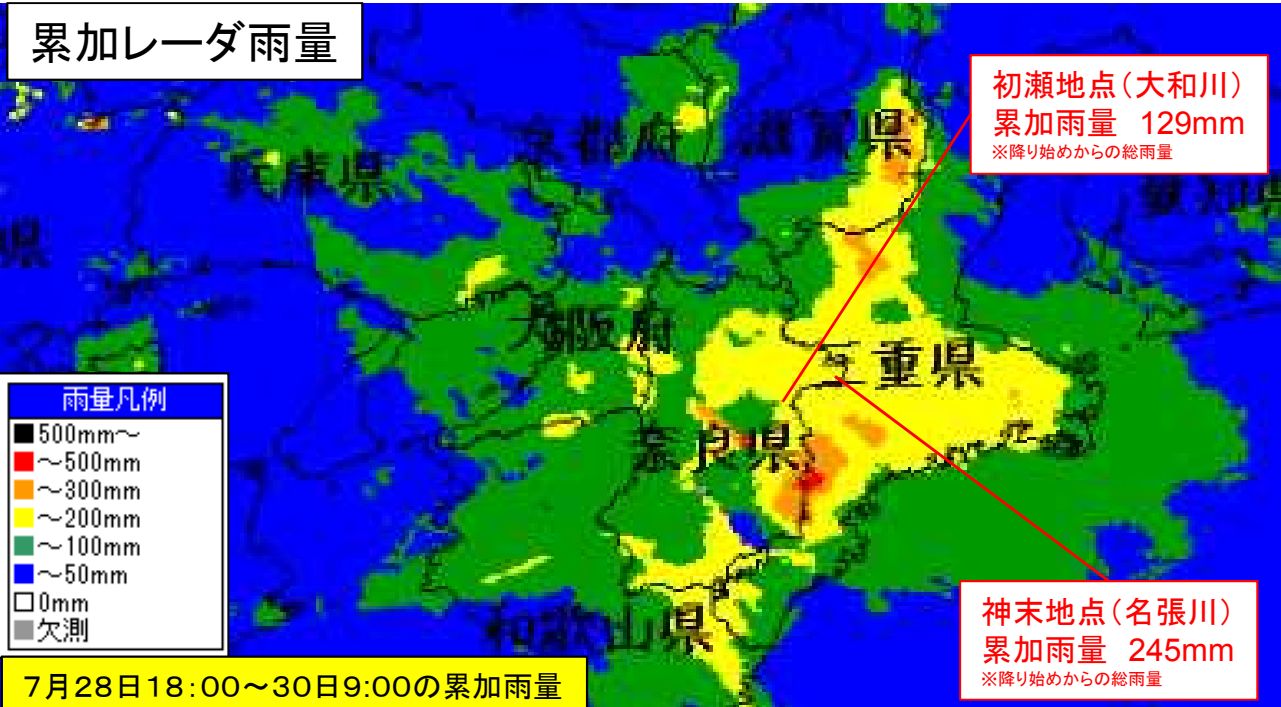 累加レーダ雨量
初瀬地点(大和川)
累加雨量 129mm
※降り始めからの総雨量
京都府
滋賀県
兵庫県
愛知県
県
大阪府
三重県
奈良県
和歌山県
雨量凡例
500mm～
～500mm
～300mm
～200mm
～100mm
～50mm
0mm
欠測
神末地点(名張川)
累加雨量 245mm
※降り始めからの総雨量
7月28日18:00～30日9:00の累加雨量